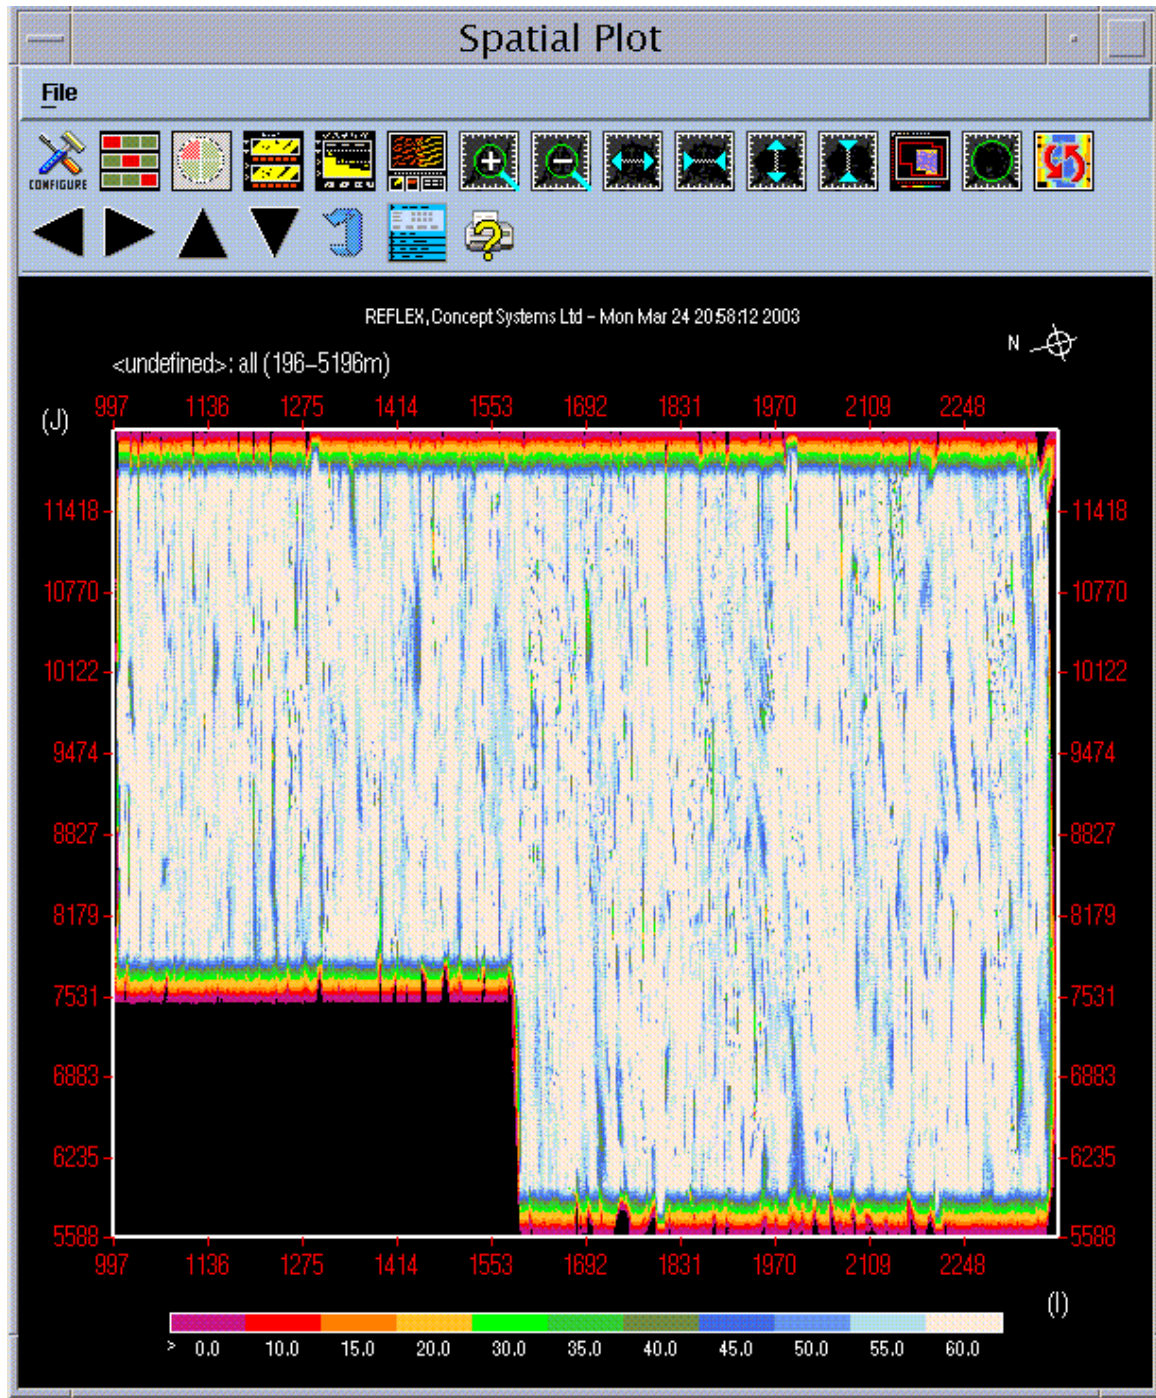 Spatial Plot
File
CONFIGURE
REFLEX, Concept Systems Ltd – Mon Mar 24 20:58:12 2003
N
<undefined>: all (196–5196m)
(J)
997 1136 1275 1414 1553 1692 1831 1970 2109 2248
11418 11418
10770 10770
10122 10122
9474 9474
8827 8827
8179 8179
7531 7531
6883 6883
6235 6235
5588 5588
997 1136 1275 1414 1553 1692 1831 1970 2109 2248
(I)
> 0.0 10.0 15.0 20.0 30.0 35.0 40.0 45.0 50.0 55.0 60.0